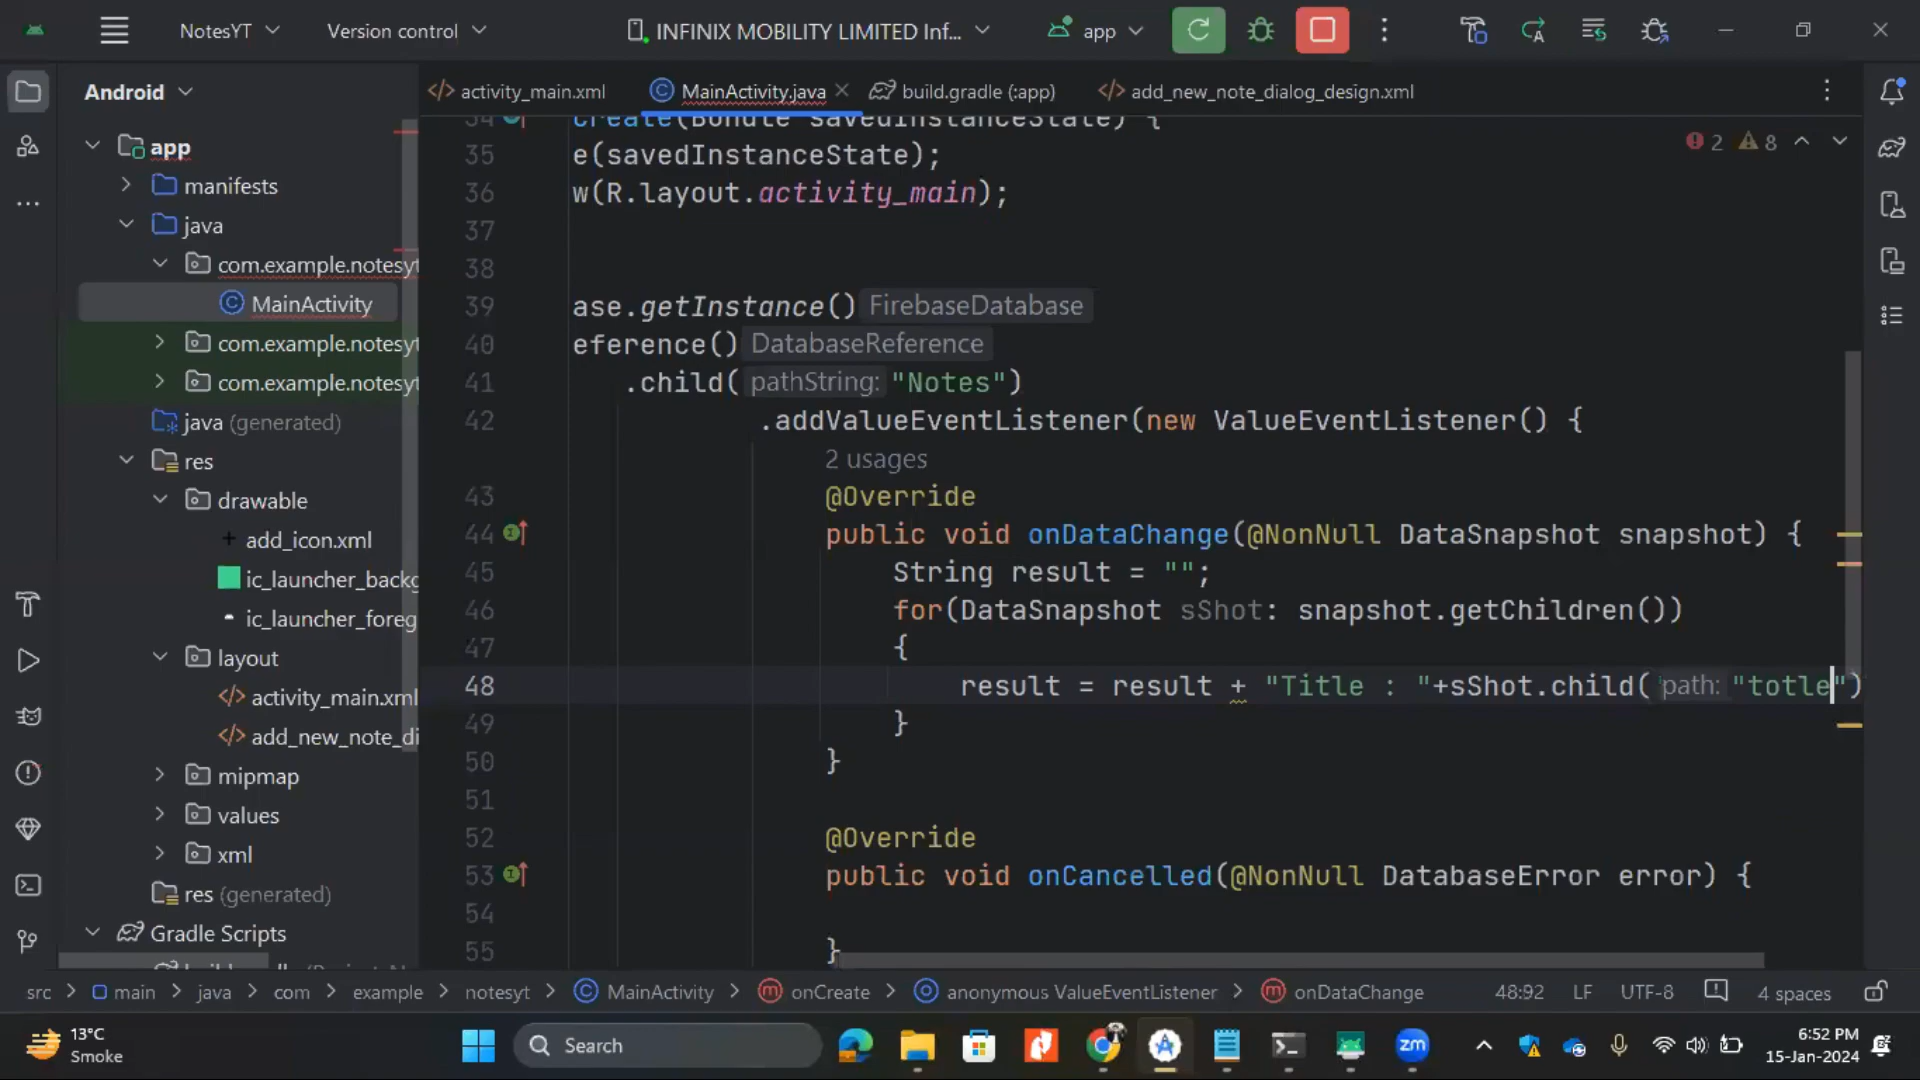 NotesYT
Version control
INFINIX MOBILITY LIMITED Inf...
app
Android
activity_main.xml
MainActivity.java
build.gradle (:app)
add_new_note_dialog_design.xml
app
manifests
java
com.example.notesyt
MainActivity
com.example.notesyt
com.example.notesyt
java (generated)
res
drawable
add_icon.xml
ic_launcher_backg
ic_launcher_foreg
layout
activity_main.xml
add_new_note_di
mipmap
values
xml
res (generated)
Gradle Scripts
2 8
34 create(Bundle savedInstanceState) {
35 e(savedInstanceState);
36 w(R.layout.activity_main);
37
38
39 ase.getInstance() FirebaseDatabase
40 eference() DatabaseReference
41 .child( pathString: "Notes")
42 .addValueEventListener(new ValueEventListener() {
2 usages
43 @Override
44 public void onDataChange(@NonNull DataSnapshot snapshot) {
45 String result = "";
46 for(DataSnapshot sShot: snapshot.getChildren())
47 {
48 result = result + "Title : "+sShot.child( path: "totle")
49 }
50 }
51
52 @Override
53 public void onCancelled(@NonNull DatabaseError error) {
54
55 }
src > main > java > com > example > notesyt > MainActivity > onCreate > anonymous ValueEventListener > onDataChange
48:92 LF UTF-8 4 spaces
13°C
Smoke
Search
zm
6:52 PM
15-Jan-2024